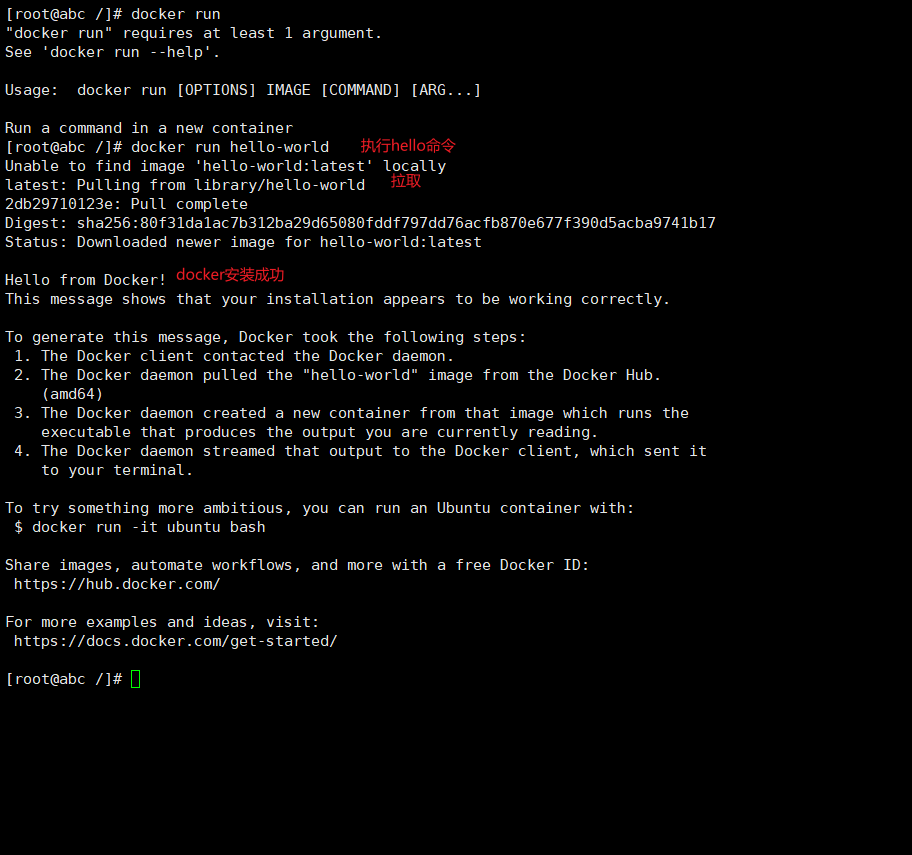 [root@abc /]# docker run
"docker run" requires at least 1 argument.
See 'docker run --help'.
Usage:  docker run [OPTIONS] IMAGE [COMMAND] [ARG...]
Run a command in a new container
[root@abc /]# docker run hello-world 执行hello命令
Unable to find image 'hello-world:latest' locally
latest: Pulling from library/hello-world 拉取
2db29710123e: Pull complete
Digest: sha256:80f31da1ac7b312ba29d65080fddf797dd76acfb870e677f390d5acba9741b17
Status: Downloaded newer image for hello-world:latest
Hello from Docker! docker安装成功
This message shows that your installation appears to be working correctly.
To generate this message, Docker took the following steps:
1. The Docker client contacted the Docker daemon.
2. The Docker daemon pulled the "hello-world" image from the Docker Hub.
(amd64)
3. The Docker daemon created a new container from that image which runs the
executable that produces the output you are currently reading.
4. The Docker daemon streamed that output to the Docker client, which sent it
to your terminal.
To try something more ambitious, you can run an Ubuntu container with:
$ docker run -it ubuntu bash
Share images, automate workflows, and more with a free Docker ID:
https://hub.docker.com/
For more examples and ideas, visit:
https://docs.docker.com/get-started/
[root@abc /]#